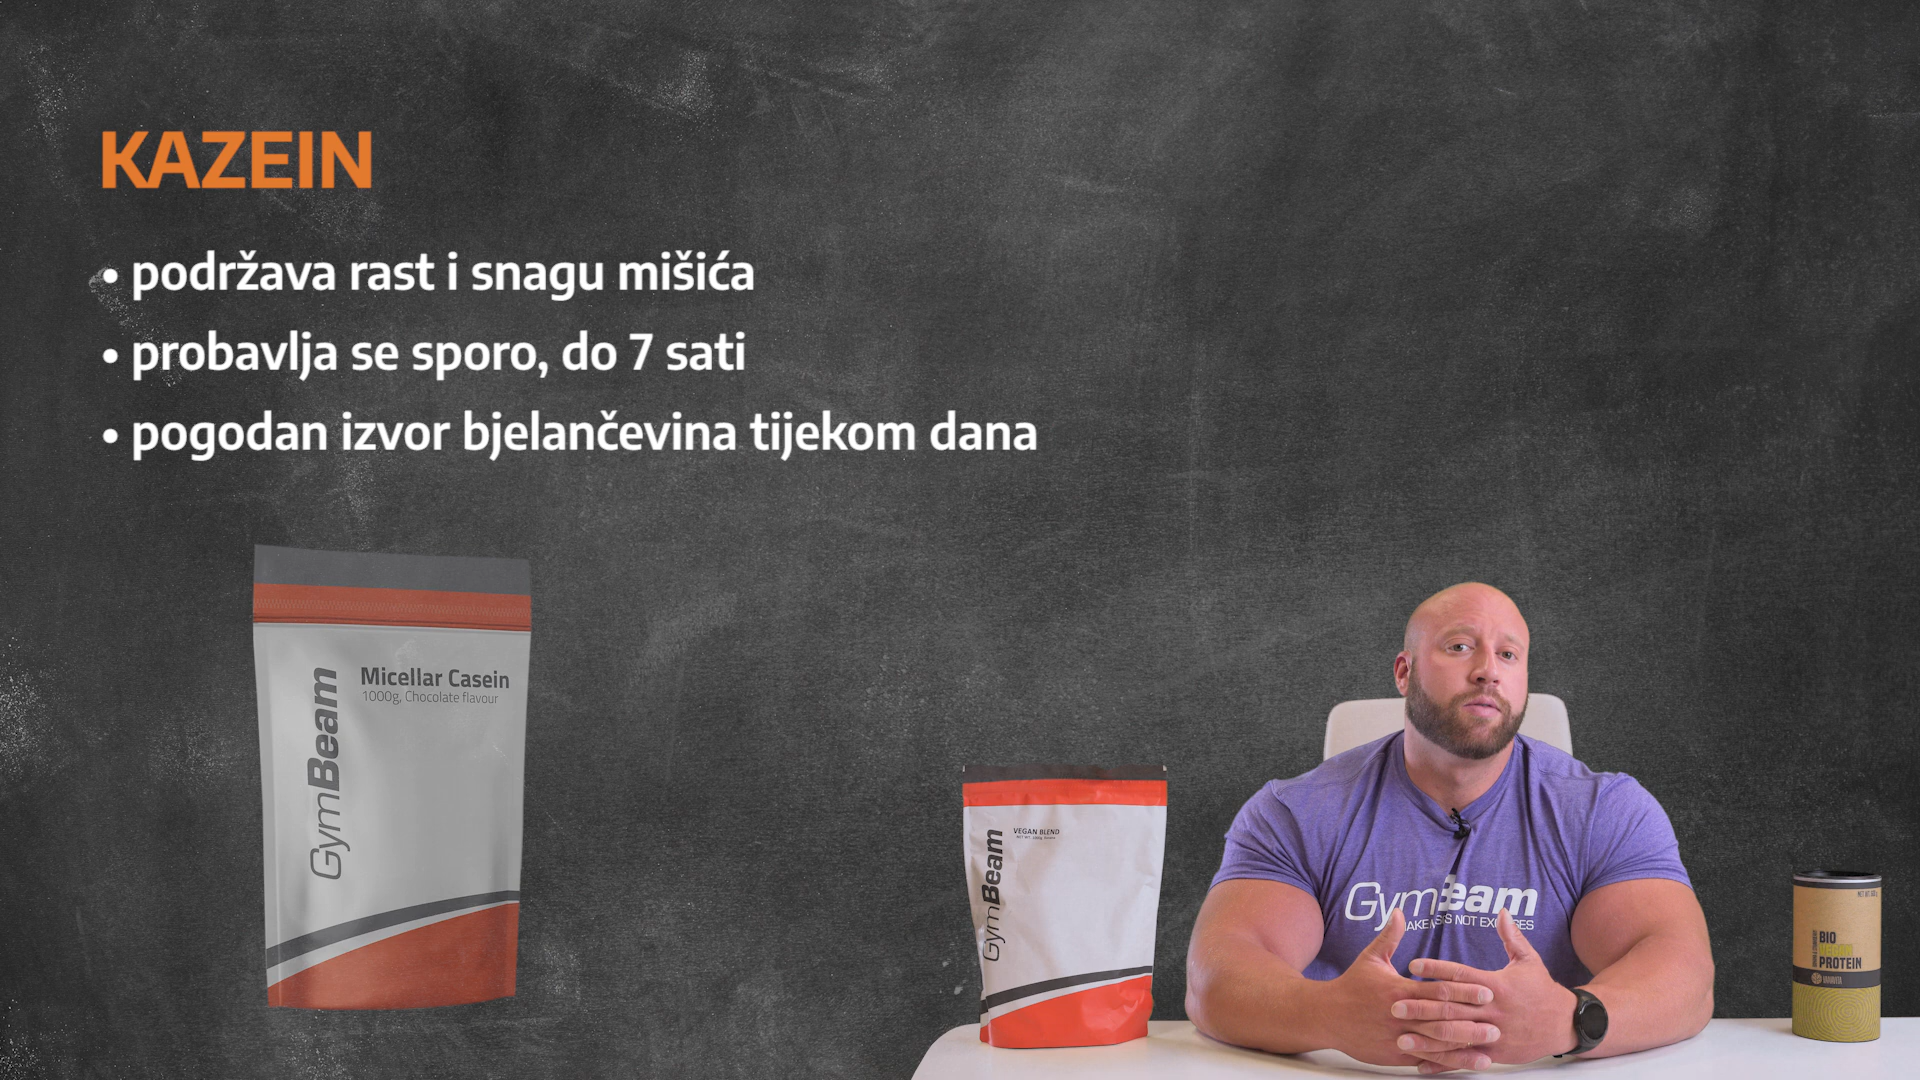 KAZEIN
• podržava rast i snagu mišića
• probavlja se sporo, do 7 sati
• pogodan izvor bjelančevina tijekom dana
GymBeam
Micellar Casein
1000g, Chocolate flavour
GymBeam
VEGAN BLEND
GymBeam
BIO
VEGAN
PROTEIN